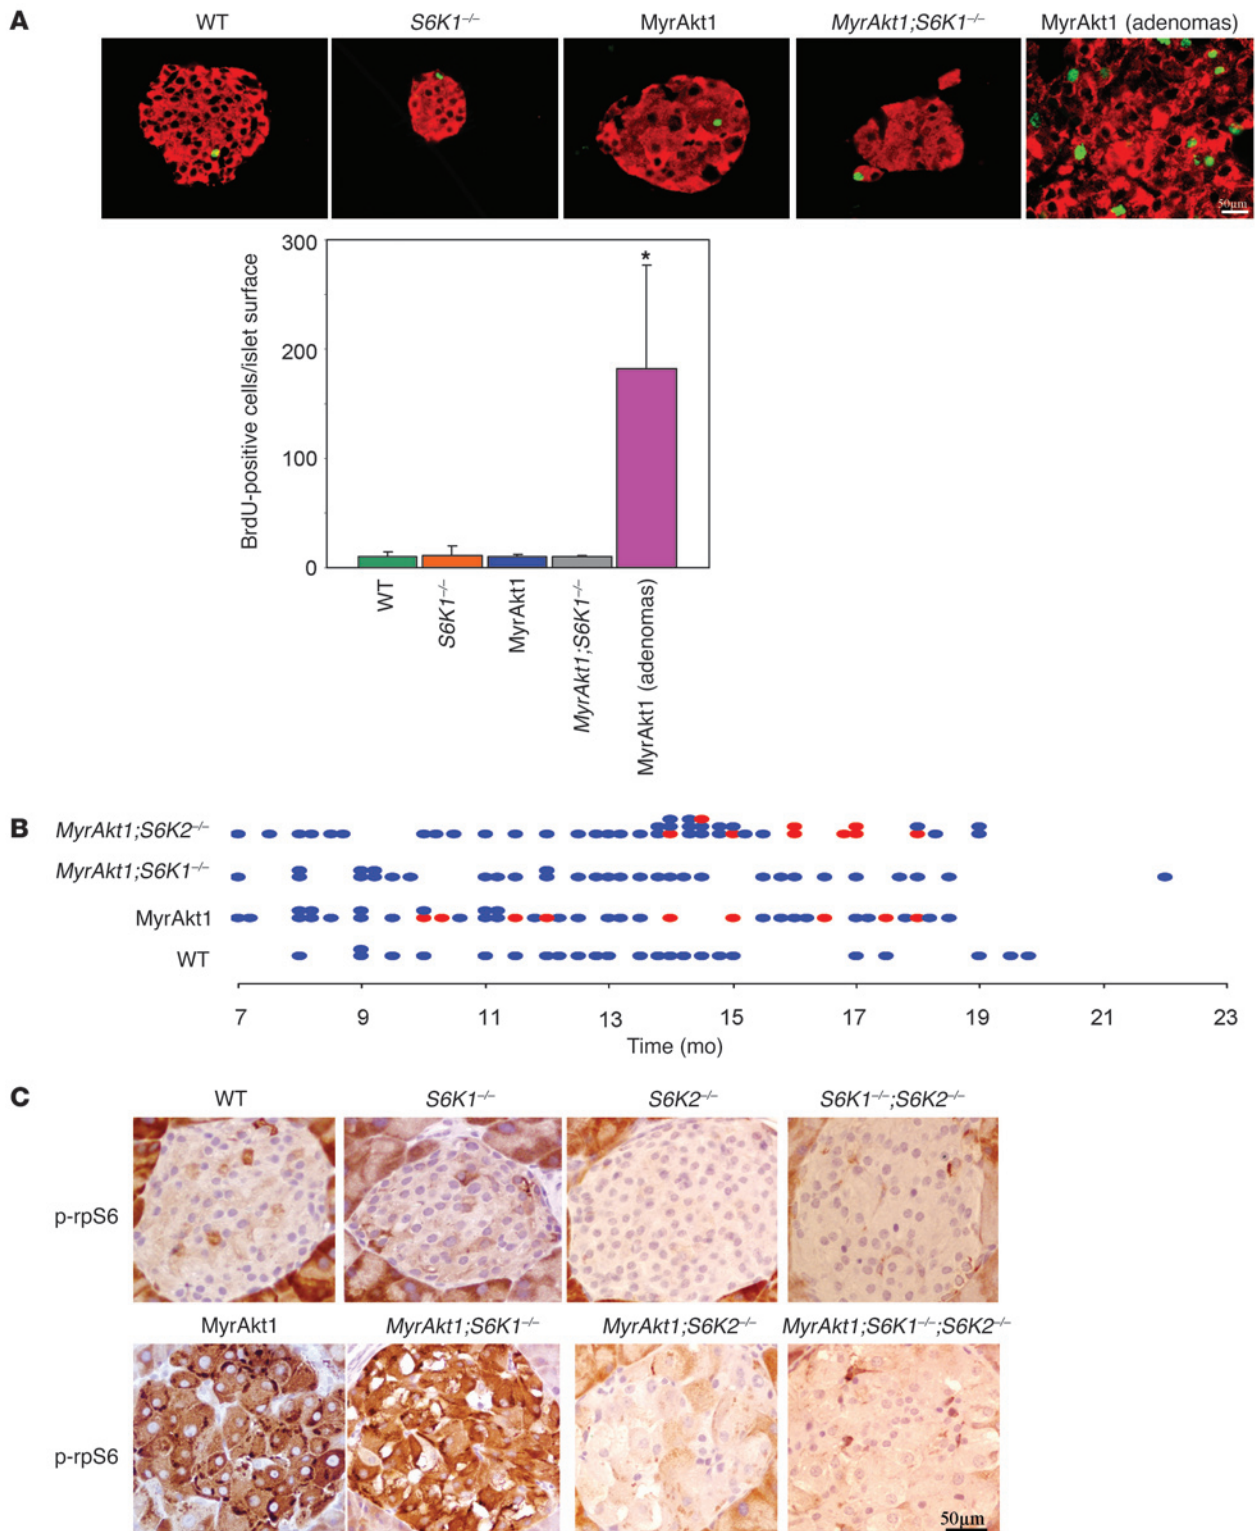 A
WT
S6K1–/–
MyrAkt1
MyrAkt1;S6K1–/–
MyrAkt1 (adenomas)
50µm
BrdU-positive cells/islet surface
300
200
100
0
WT
S6K1–/–
MyrAkt1
MyrAkt1;S6K1–/–
MyrAkt1 (adenomas)
*
B
MyrAkt1;S6K2–/–
MyrAkt1;S6K1–/–
MyrAkt1
WT
7 9 11 13 15 17 19 21 23
Time (mo)
C
WT
S6K1–/–
S6K2–/–
S6K1–/–;S6K2–/–
p-rpS6
MyrAkt1
MyrAkt1;S6K1–/–
MyrAkt1;S6K2–/–
MyrAkt1;S6K1–/–;S6K2–/–
p-rpS6
50µm